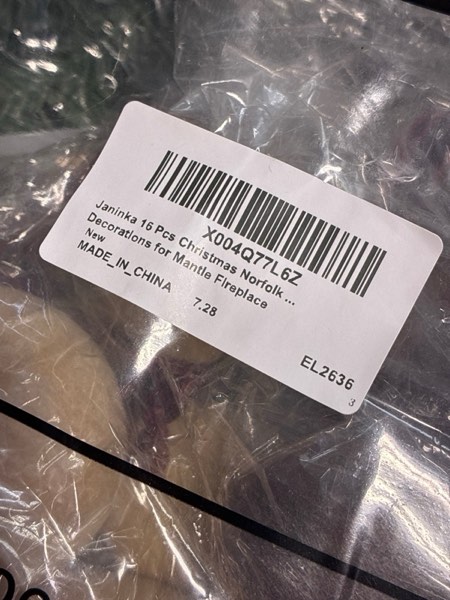 X004Q77L6Z
Janinka 16 Pcs Christmas Norfolk ...
Decorations for Mantle Fireplace
New
MADE_IN_CHINA 7.28
EL2636
3